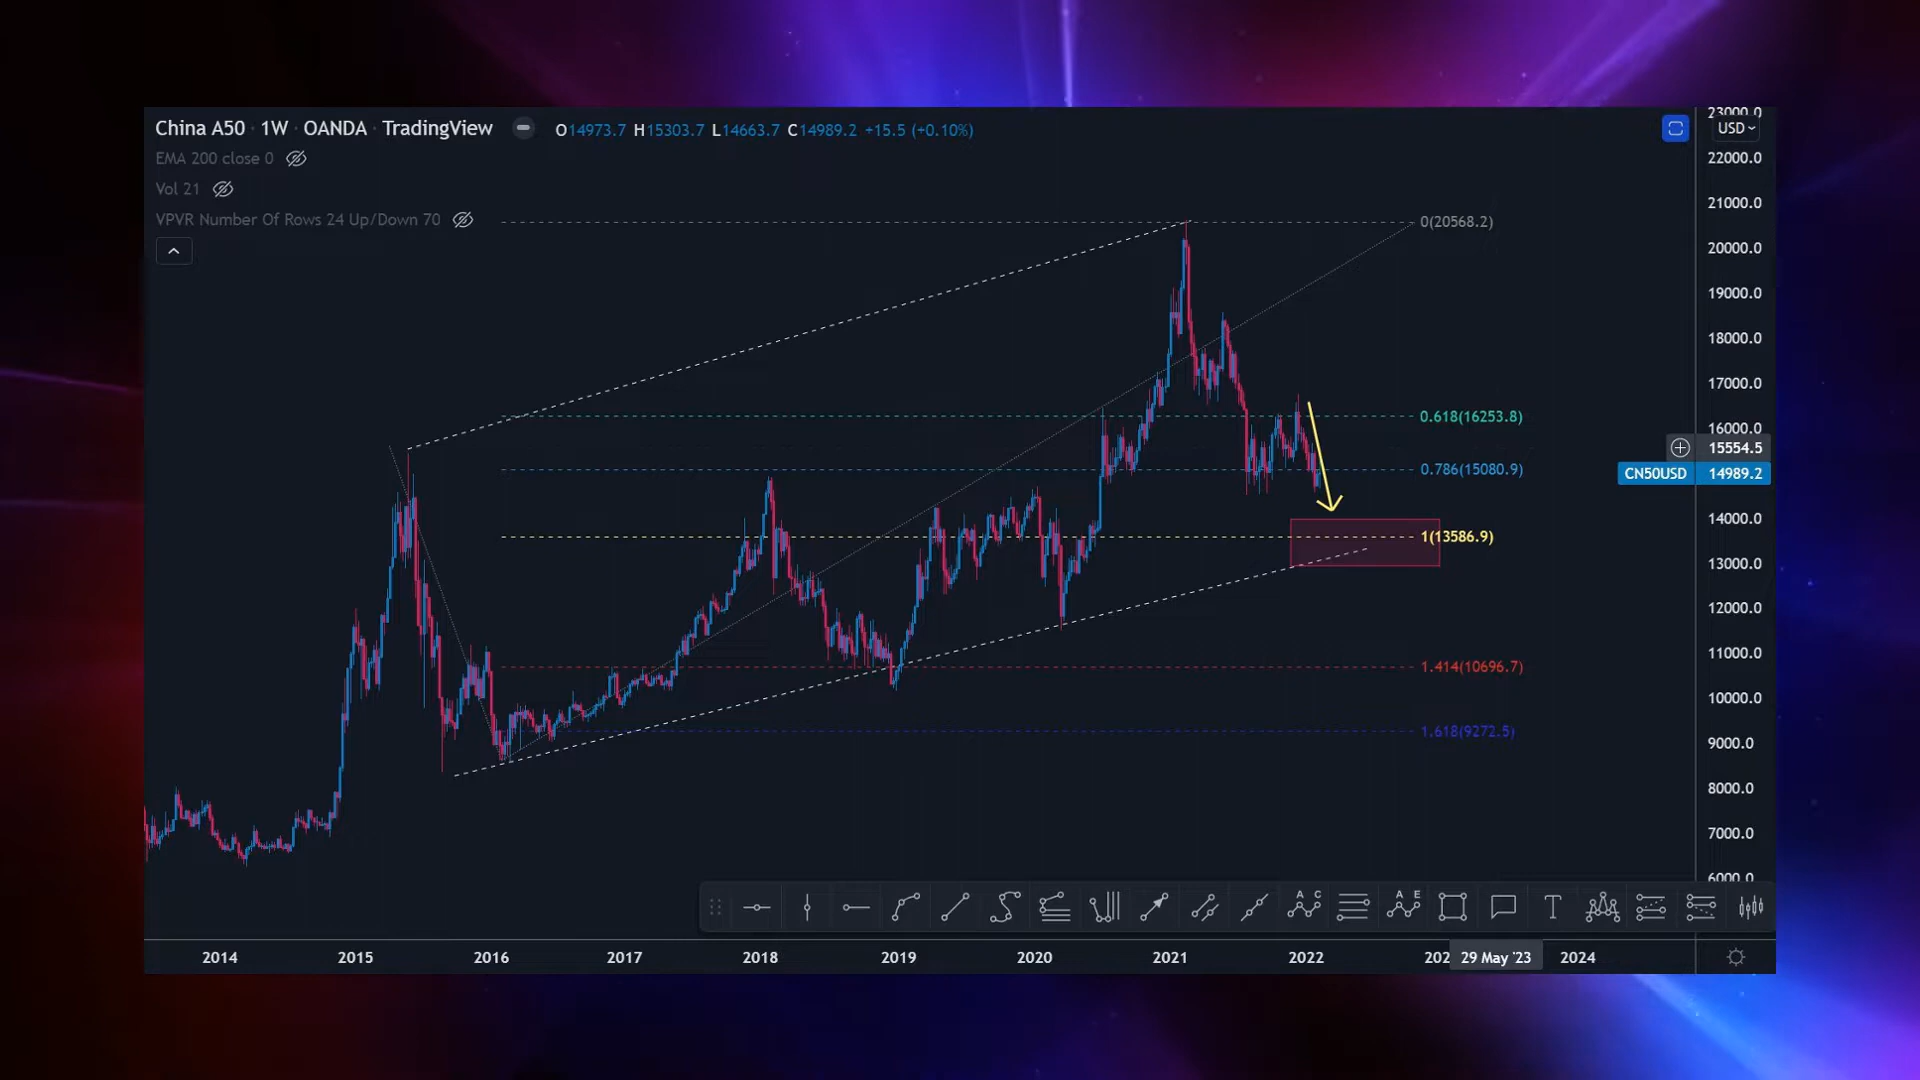 China A50 · 1W · OANDA · TradingView O14973.7 H15303.7 L14663.7 C14989.2 +15.5 (+0.10%)
EMA 200 close 0
Vol 21
VPVR Number Of Rows 24 Up/Down 70
23000.0
USD
22000.0
21000.0
0(20568.2)
20000.0
19000.0
18000.0
17000.0
0.618(16253.8)
16000.0
15554.5
0.786(15080.9)
CN50USD 14989.2
14000.0
1(13586.9)
13000.0
12000.0
11000.0
1.414(10696.7)
10000.0
1.618(9272.5)
9000.0
8000.0
7000.0
6000.0
A C
A E
T
2014 2015 2016 2017 2018 2019 2020 2021 2022 202 29 May '23 2024